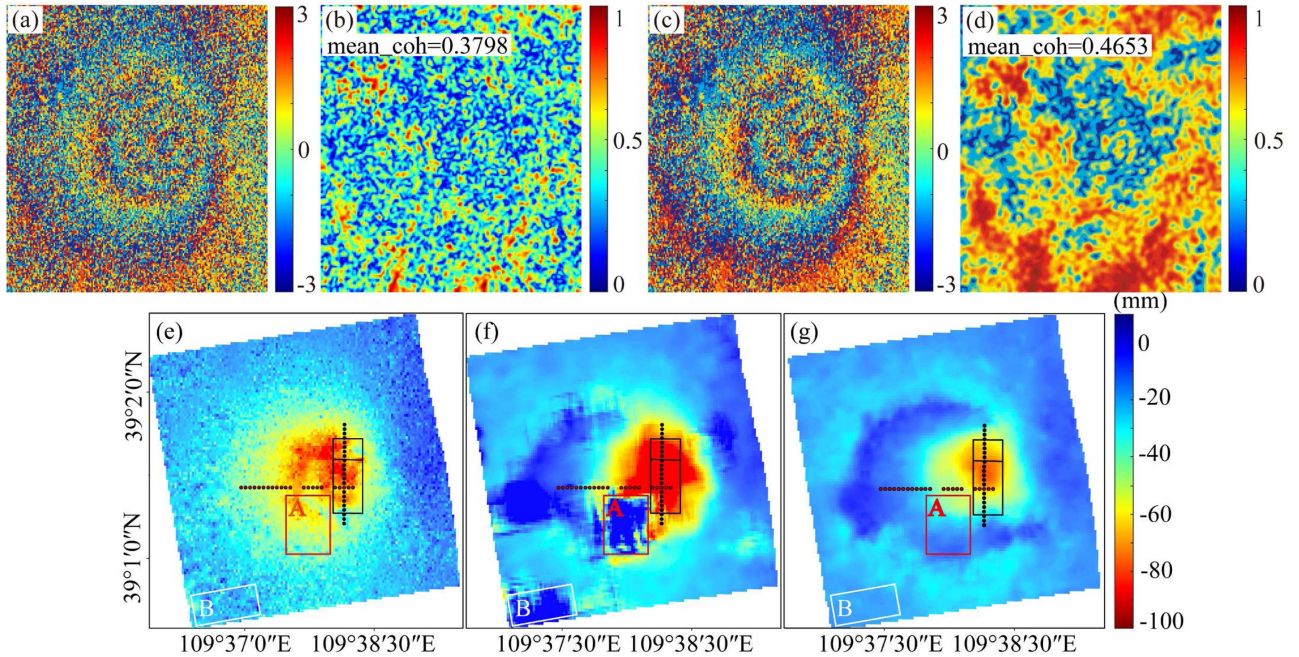 (a)
3
0
-3
(b)
mean_coh=0.3798
1
0.5
0
(c)
3
0
-3
(d)
mean_coh=0.4653
1
0.5
0
(mm)
(e)
A
B
(f)
A
B
(g)
A
B
0
-20
-40
-60
-80
-100
39°2′0″N
39°1′0″N
109°37′0″E
109°38′30″E
109°37′30″E
109°38′30″E
109°37′30″E
109°38′30″E